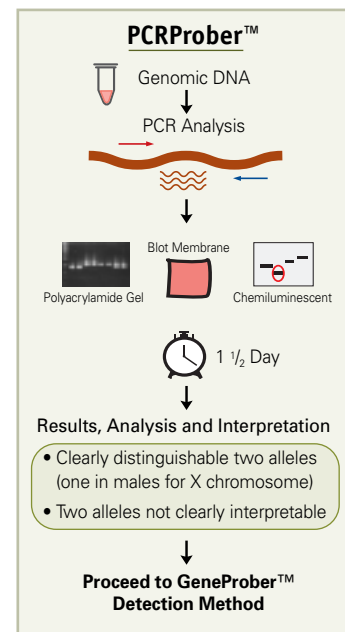 PCRProber™
Genomic DNA
PCR Analysis
Blot Membrane
Polyacrylamide Gel
Chemiluminescent
1 1/2 Day
Results, Analysis and Interpretation
• Clearly distinguishable two alleles
(one in males for X chromosome)
• Two alleles not clearly interpretable
Proceed to GeneProber™
Detection Method